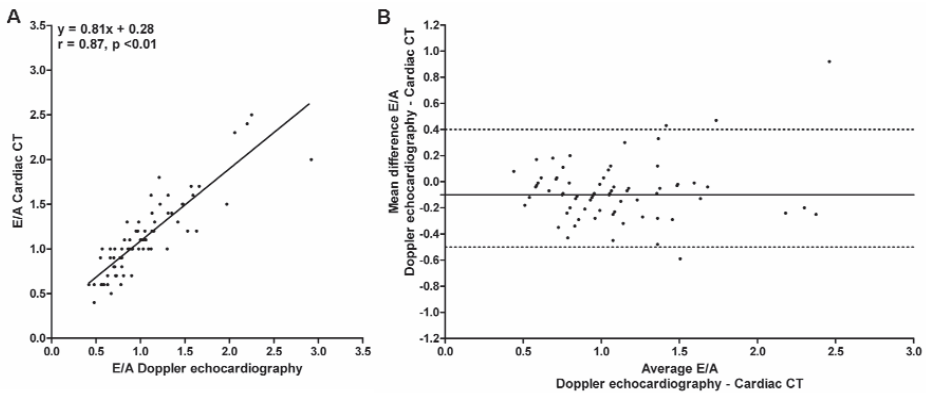 A
y = 0.81x + 0.28
r = 0.87, p <0.01
3.5
3.0
2.5
2.0
1.5
1.0
0.5
0.0
E/A Cardiac CT
0.0 0.5 1.0 1.5 2.0 2.5 3.0 3.5
E/A Doppler echocardiography
B
Mean difference E/A
Doppler echocardiography - Cardiac CT
1.2
1.0
0.8
0.6
0.4
0.2
0.0
-0.2
-0.4
-0.6
-0.8
-1.0
-1.2
0.0 0.5 1.0 1.5 2.0 2.5 3.0
Average E/A
Doppler echocardiography - Cardiac CT